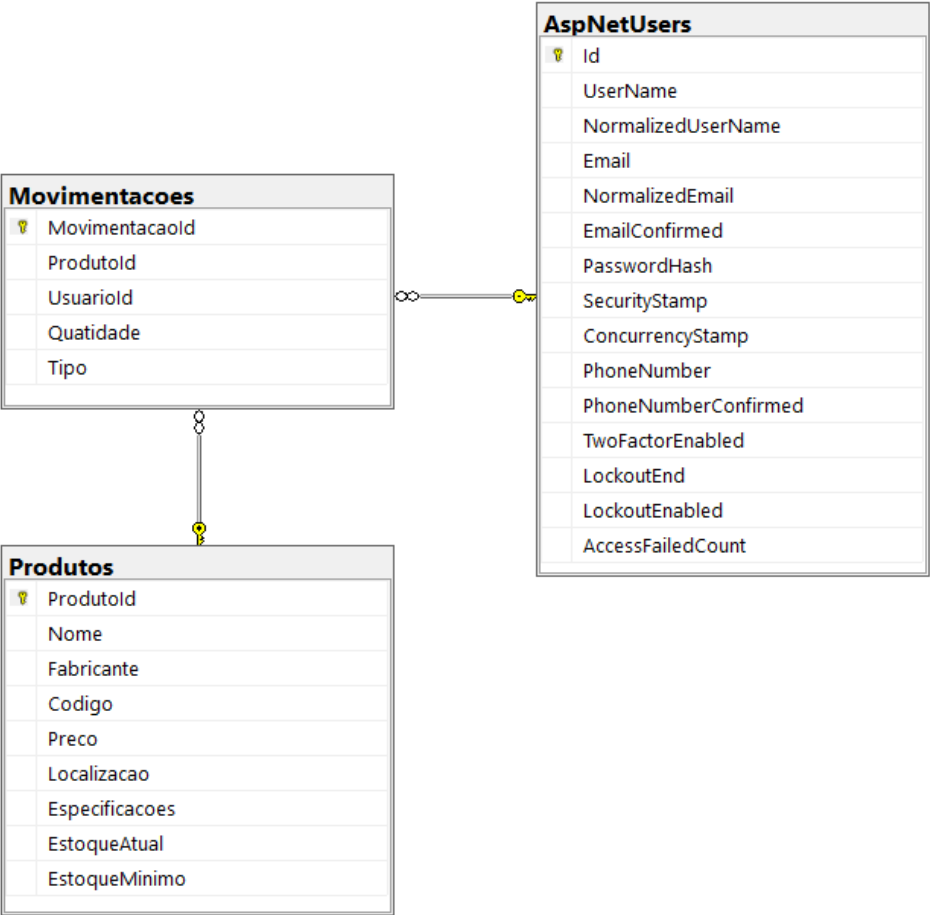 AspNetUsers
Id
UserName
NormalizedUserName
Email
NormalizedEmail
EmailConfirmed
PasswordHash
SecurityStamp
ConcurrencyStamp
PhoneNumber
PhoneNumberConfirmed
TwoFactorEnabled
LockoutEnd
LockoutEnabled
AccessFailedCount
Movimentacoes
MovimentacaoId
ProdutoId
UsuarioId
Quatidade
Tipo
Produtos
ProdutoId
Nome
Fabricante
Codigo
Preco
Localizacao
Especificacoes
EstoqueAtual
EstoqueMinimo